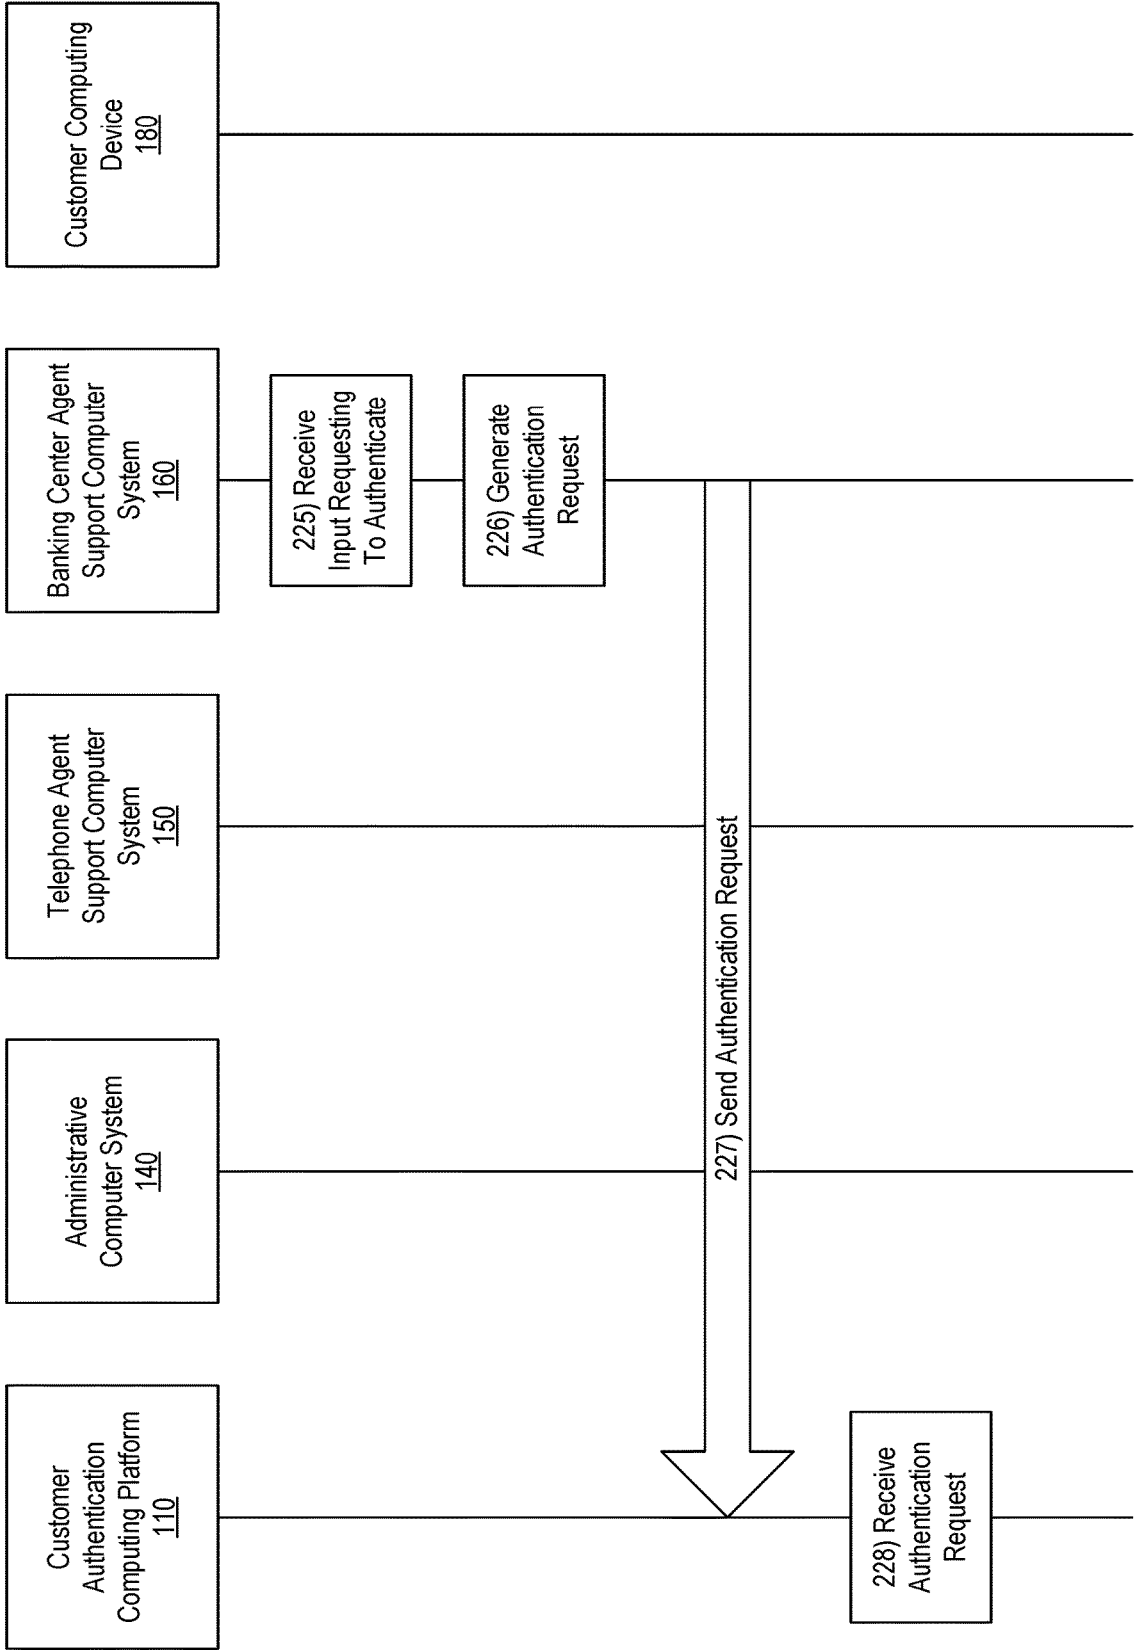 Customer
Authentication
Computing Platform
110
Administrative
Computer System
140
Telephone Agent
Support Computer
System
150
Banking Center Agent
Support Computer
System
160
Customer Computing
Device
180
225) Receive
Input Requesting
To Authenticate
226) Generate
Authentication
Request
227) Send Authentication Request
228) Receive
Authentication
Request